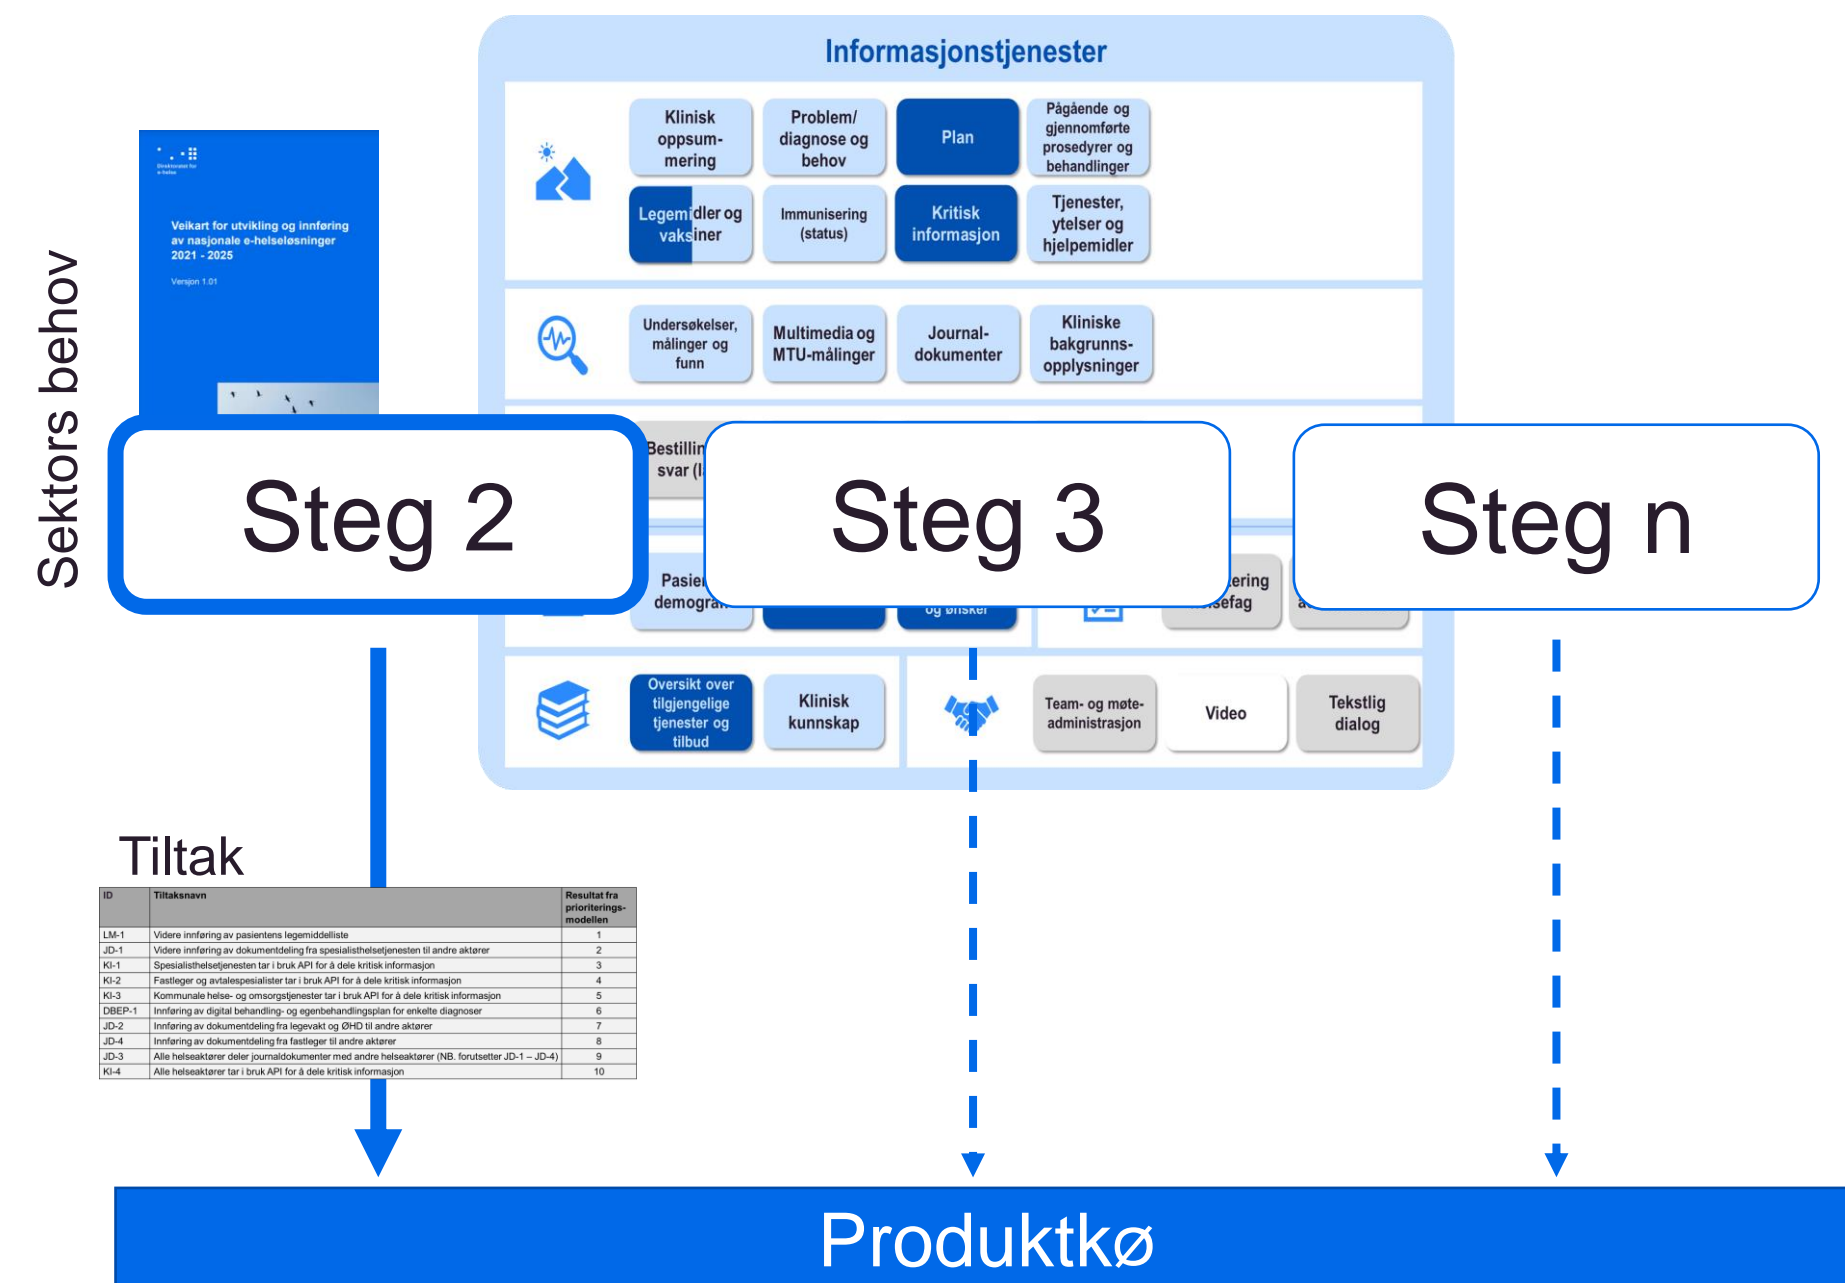 Informasjonstjenester
Klinisk
oppsum-
mering
Problem/
diagnose og
behov
Plan
Pågående og
gjennomførte
prosedyrer og
behandlinger
Legemidler og
vaksiner
Immunisering
(status)
Kritisk
informasjon
Tjenester,
ytelser og
hjelpemidler
Undersøkelser,
målinger og
funn
Multimedia og
MTU-målinger
Journal-
dokumenter
Kliniske
bakgrunns-
opplysninger
Direktoratet for
e-helse
Veikart for utvikling og innføring
av nasjonale e-helseløsninger
2021 - 2025
Versjon 1.01
Sektors behov
svar
Steg 2
Steg 3
Steg n
og ønsker
Oversikt over
tilgjengelige
tjenester og
tilbud
Klinisk
kunnskap
Team- og møte-
administrasjon
Video
Tekstlig
dialog
Tiltak
ID Tiltaksnavn Resultat fra
prioriterings-
modellen
LM-1 Videre innføring av pasientens legemiddelliste 1
JD-1 Videre innføring av dokumentdeling fra spesialisthelsetjenesten til andre aktører 2
KI-1 Spesialisthelsetjenesten tar i bruk API for å dele kritisk informasjon 3
KI-2 Fastleger og avtalespesialister tar i bruk API for å dele kritisk informasjon 4
KI-3 Kommunale helse- og omsorgstjenester tar i bruk API for å dele kritisk informasjon 5
DBEP-1 Innføring av digital behandling- og egenbehandlingsplan for enkelte diagnoser 6
JD-2 Innføring av dokumentdeling fra legevakt og ØHD til andre aktører 7
JD-4 Innføring av dokumentdeling fra fastleger til andre aktører 8
JD-3 Alle helseaktører deler journaldokumenter med andre helseaktører (NB. forutsetter JD-1 – JD-4) 9
KI-4 Alle helseaktører tar i bruk API for å dele kritisk informasjon 10
Produktkø